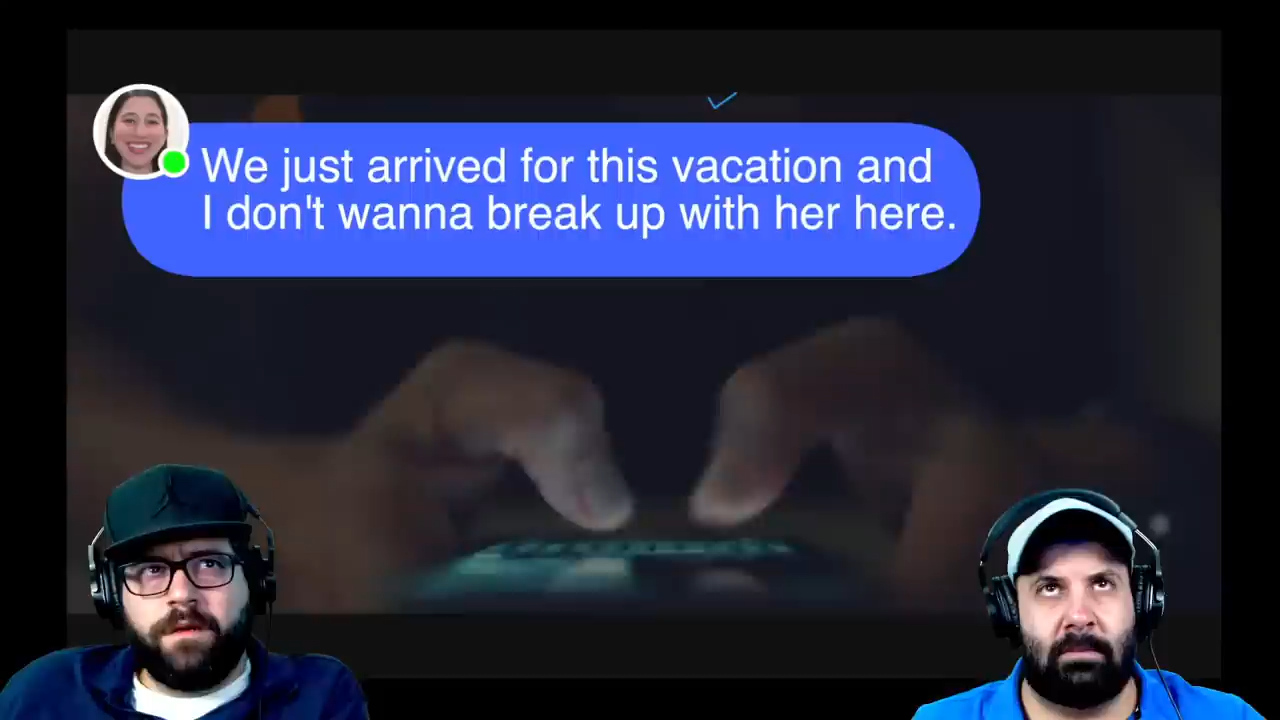 We just arrived for this vacation and
I don't wanna break up with her here.